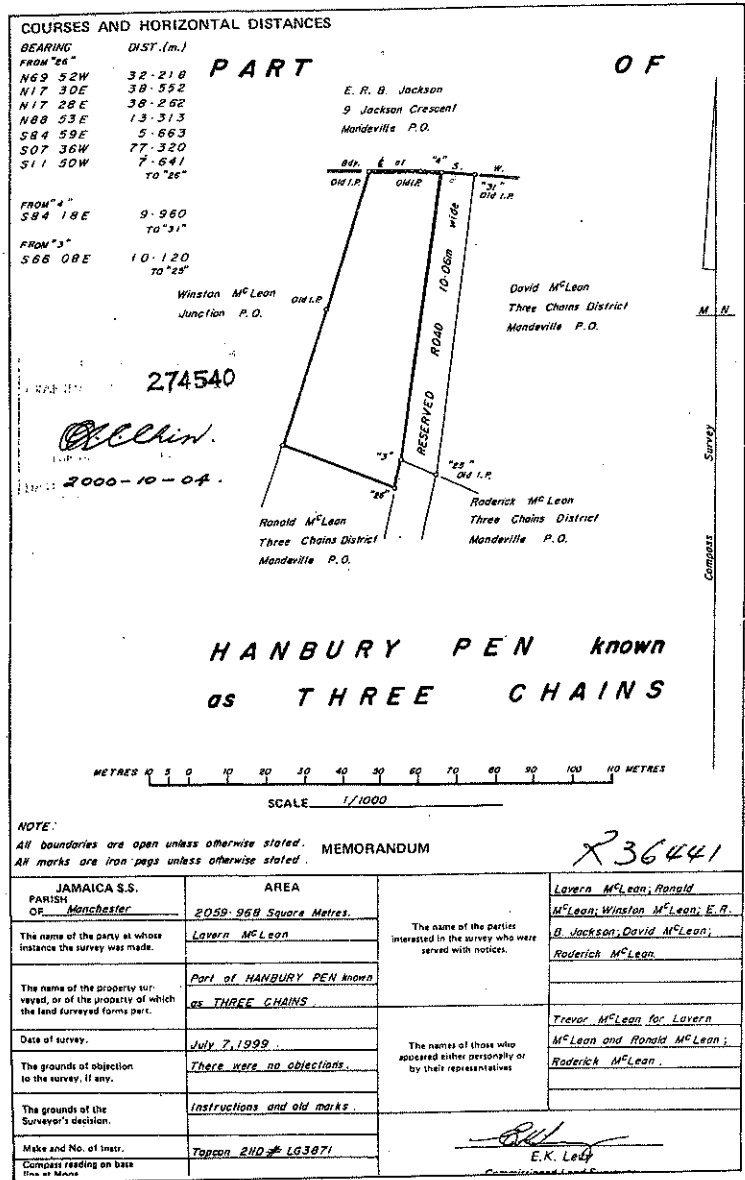 COURSES AND HORIZONTAL DISTANCES
BEARING DIST.(m.)
FROM "26"
N69 52W 32·218
N17 30E 38·552
N17 28E 38·262
N88 53E 13·313
S84 59E 5·663
S07 36W 77·320
S11 50W 7·641
TO "26"
FROM "4"
S84 18E 9·960
TO "31"
FROM "3"
S66 08E 10·120
TO "25"
PART OF
E. R. B. Jackson
9 Jackson Crescent
Mandeville P.O.
Bdy. of "4" S. W.
Old I.P. Old I.P. "31"
Old I.P.
RESERVED ROAD 10·06m wide
Winston McLean
Junction P.O.
Old I.P.
David McLean
Three Chains District
Mandeville P.O.
M N
274540
2000-10-04.
"3"
"25"
Old I.P.
"26"
Ronald McLean
Three Chains District
Mandeville P.O.
Roderick McLean
Three Chains District
Mandeville P.O.
Compass Survey
HANBURY PEN known
as THREE CHAINS
METRES 10 5 0 10 20 30 40 50 60 70 80 90 100 110 METRES
SCALE 1/1000
NOTE:
All boundaries are open unless otherwise stated.
All marks are iron pegs unless otherwise stated.
MEMORANDUM
R36441
JAMAICA S.S.
PARISH
OF Manchester
AREA
2059·968 Square Metres.
The name of the party at whose
instance the survey was made.
Lavern McLean
The name of the property sur-
veyed, or of the property of which
the land surveyed forms part.
Part of HANBURY PEN known
as THREE CHAINS
Date of survey.
July 7, 1999.
The grounds of objection
to the survey, if any.
There were no objections.
The grounds of the
Surveyor's decision.
Instructions and old marks.
Make and No. of Instr.
Topcon 211D # LG3871
Compass reading on base
line at Mons
The name of the parties
interested in the survey who were
served with notices.
Lavern McLean; Ronald
McLean; Winston McLean; E.R.
B. Jackson; David McLean;
Roderick McLean.
The names of those who
appeared either personally or
by their representatives
Trevor McLean for Lavern
McLean and Ronald McLean;
Roderick McLean.
E.K. Levy
Commissioned Land Surveyor